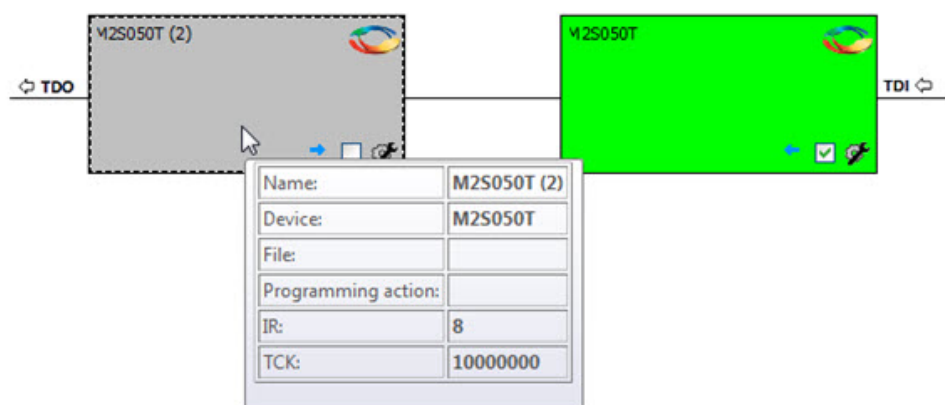 M2S050T (2)
M2S050T
TDO
TDI
Name: M2S050T (2)
Device: M2S050T
File:
Programming action:
IR: 8
TCK: 10000000